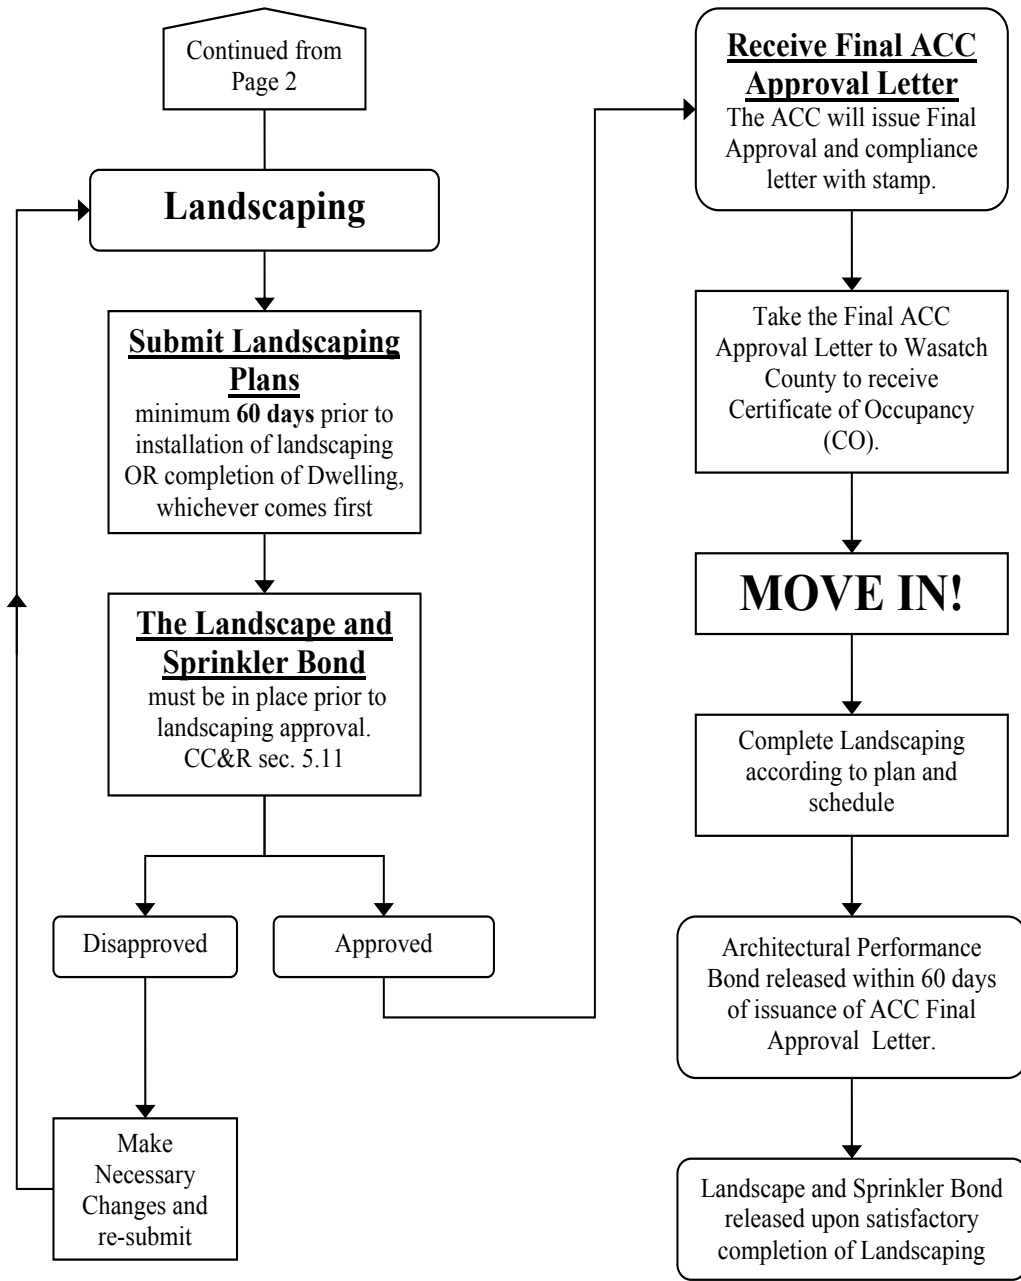 Continued from
Page 2
Landscaping
Submit Landscaping
Plans
minimum 60 days prior to
installation of landscaping
OR completion of Dwelling,
whichever comes first
The Landscape and
Sprinkler Bond
must be in place prior to
landscaping approval.
CC&R sec. 5.11
Disapproved
Approved
Make
Necessary
Changes and
re-submit
Receive Final ACC
Approval Letter
The ACC will issue Final
Approval and compliance
letter with stamp.
Take the Final ACC
Approval Letter to Wasatch
County to receive
Certificate of Occupancy
(CO).
MOVE IN!
Complete Landscaping
according to plan and
schedule
Architectural Performance
Bond released within 60 days
of issuance of ACC Final
Approval Letter.
Landscape and Sprinkler Bond
released upon satisfactory
completion of Landscaping